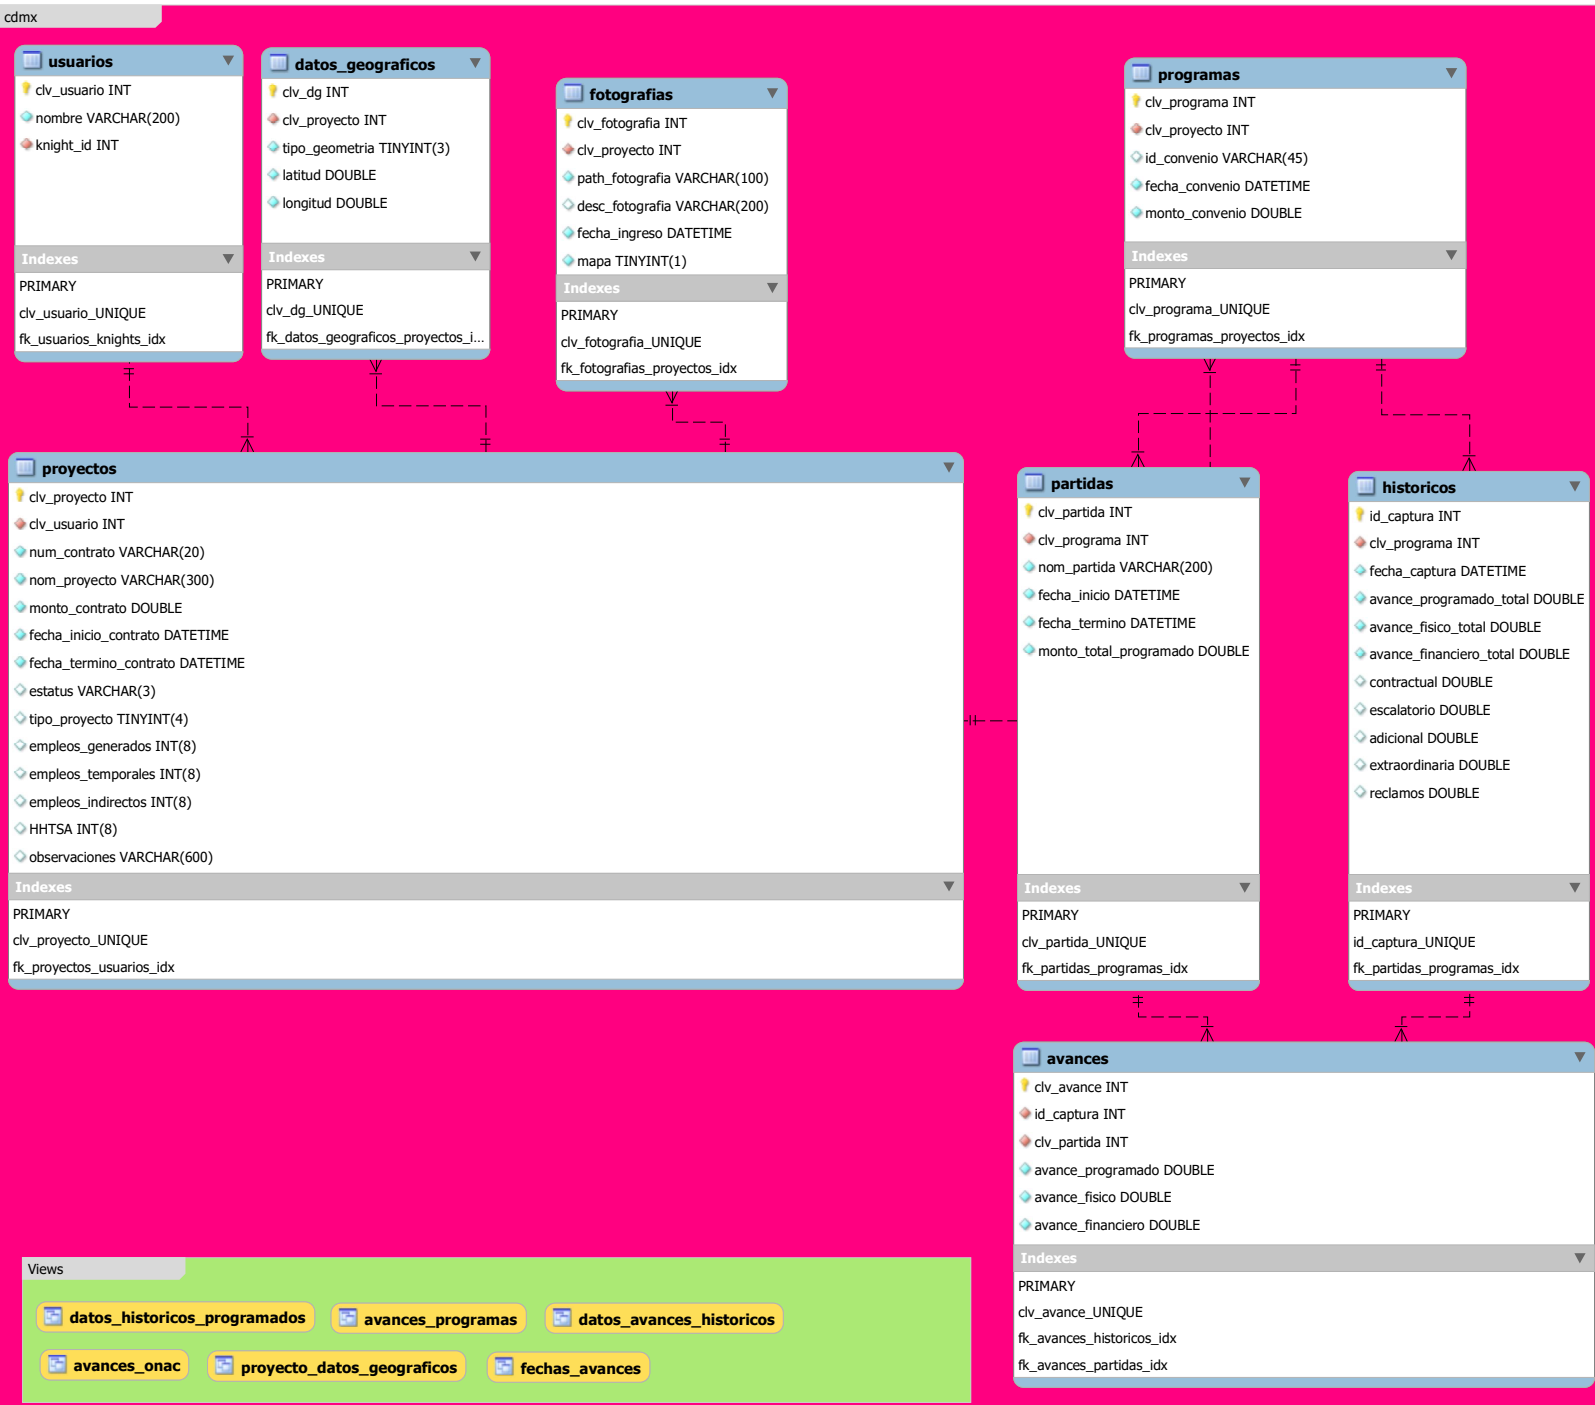 cdmx
usuarios
clv_usuario INT
nombre VARCHAR(200)
knight_id INT
Indexes
PRIMARY
clv_usuario_UNIQUE
fk_usuarios_knights_idx
datos_geograficos
clv_dg INT
clv_proyecto INT
tipo_geometria TINYINT(3)
latitud DOUBLE
longitud DOUBLE
Indexes
PRIMARY
clv_dg_UNIQUE
fk_datos_geograficos_proyectos_i...
fotografias
clv_fotografia INT
clv_proyecto INT
path_fotografia VARCHAR(100)
desc_fotografia VARCHAR(200)
fecha_ingreso DATETIME
mapa TINYINT(1)
Indexes
PRIMARY
clv_fotografia_UNIQUE
fk_fotografias_proyectos_idx
programas
clv_programa INT
clv_proyecto INT
id_convenio VARCHAR(45)
fecha_convenio DATETIME
monto_convenio DOUBLE
Indexes
PRIMARY
clv_programa_UNIQUE
fk_programas_proyectos_idx
proyectos
clv_proyecto INT
clv_usuario INT
num_contrato VARCHAR(20)
nom_proyecto VARCHAR(300)
monto_contrato DOUBLE
fecha_inicio_contrato DATETIME
fecha_termino_contrato DATETIME
estatus VARCHAR(3)
tipo_proyecto TINYINT(4)
empleos_generados INT(8)
empleos_temporales INT(8)
empleos_indirectos INT(8)
HHTSA INT(8)
observaciones VARCHAR(600)
Indexes
PRIMARY
clv_proyecto_UNIQUE
fk_proyectos_usuarios_idx
partidas
clv_partida INT
clv_programa INT
nom_partida VARCHAR(200)
fecha_inicio DATETIME
fecha_termino DATETIME
monto_total_programado DOUBLE
Indexes
PRIMARY
clv_partida_UNIQUE
fk_partidas_programas_idx
historicos
id_captura INT
clv_programa INT
fecha_captura DATETIME
avance_programado_total DOUBLE
avance_fisico_total DOUBLE
avance_financiero_total DOUBLE
contractual DOUBLE
escalatorio DOUBLE
adicional DOUBLE
extraordinaria DOUBLE
reclamos DOUBLE
Indexes
PRIMARY
id_captura_UNIQUE
fk_partidas_programas_idx
avances
clv_avance INT
id_captura INT
clv_partida INT
avance_programado DOUBLE
avance_fisico DOUBLE
avance_financiero DOUBLE
Indexes
PRIMARY
clv_avance_UNIQUE
fk_avances_historicos_idx
fk_avances_partidas_idx
Views
datos_historicos_programados
avances_programas
datos_avances_historicos
avances_onac
proyecto_datos_geograficos
fechas_avances